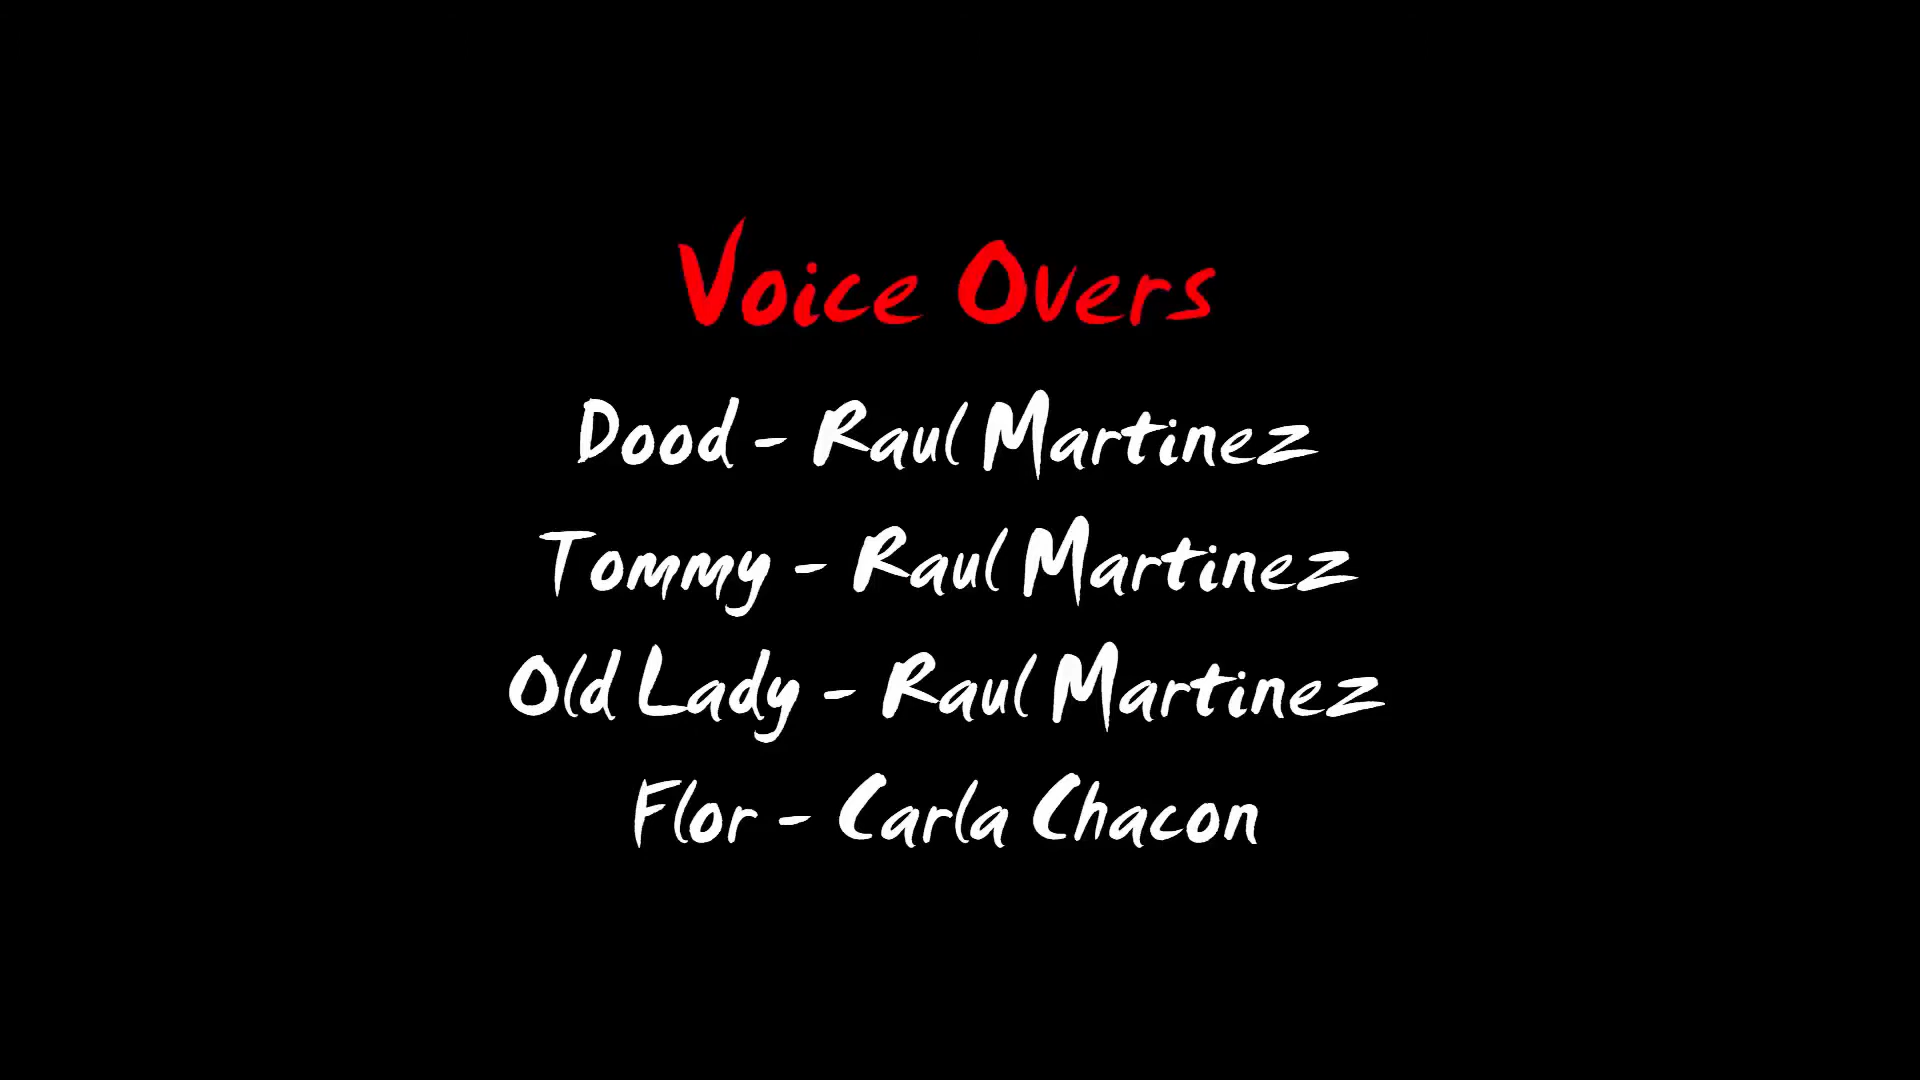 Voice Overs
Dood - Raul Martinez
Tommy - Raul Martinez
Old Lady - Raul Martinez
Flor - Carla Chacon